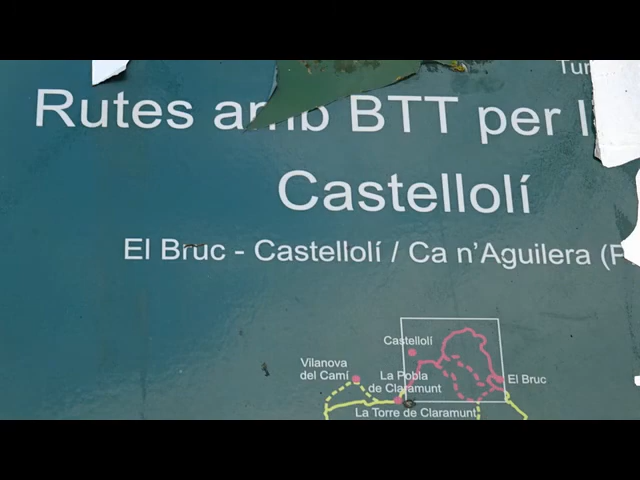 Rutes amb BTT per
Castellolí
El Bruc - Castellolí / Ca n'Aguilera
Castellolí
Vilanova
del Camí
La Pobla
de Claramunt
El Bruc
La Torre de Claramunt